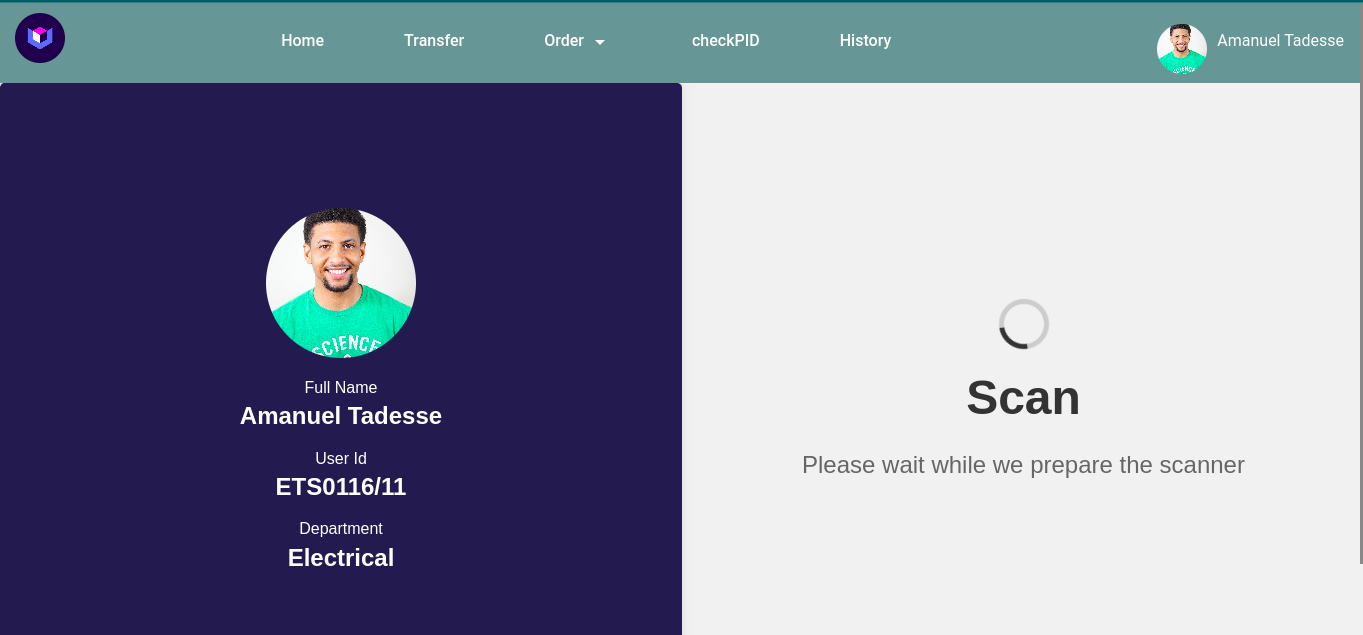 Home Transfer Order checkPID History Amanuel Tadesse
SCIENCE
SCIENCE
Full Name
Amanuel Tadesse
User Id
ETS0116/11
Department
Electrical
Scan
Please wait while we prepare the scanner